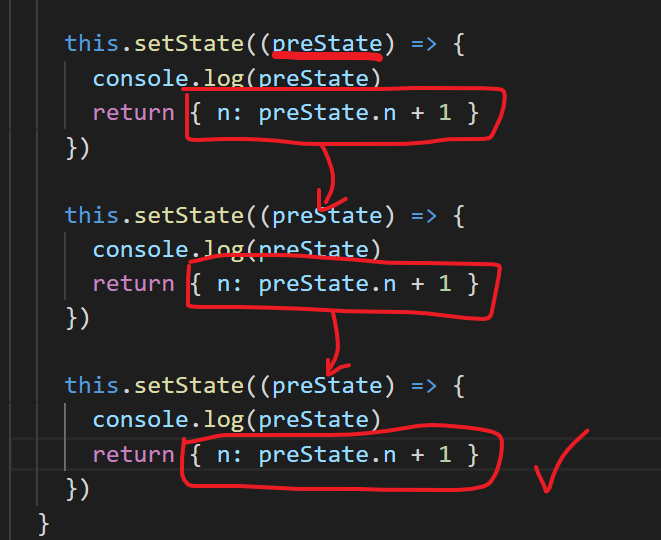 this.setState((preState) => {
console.log(preState)
return { n: preState.n + 1 }
})
this.setState((preState) => {
console.log(preState)
return { n: preState.n + 1 }
})
this.setState((preState) => {
console.log(preState)
return { n: preState.n + 1 }
})
}